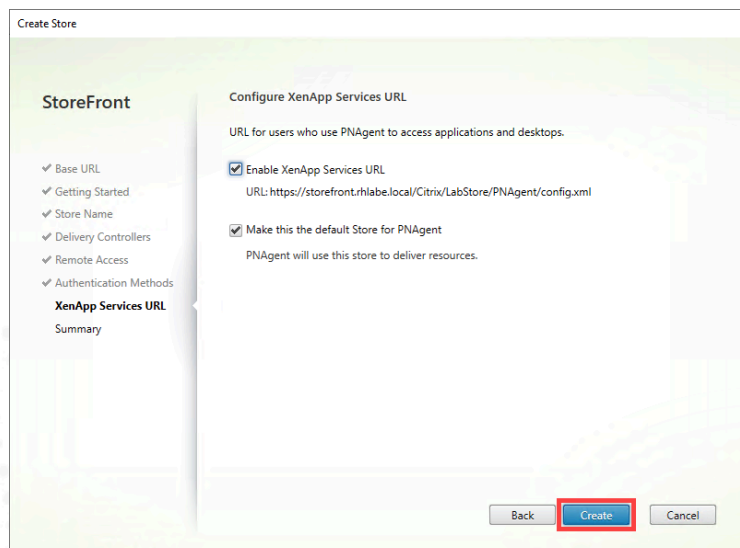 Create Store
StoreFront
Base URL
Getting Started
Store Name
Delivery Controllers
Remote Access
Authentication Methods
XenApp Services URL
Summary
Configure XenApp Services URL
URL for users who use PNAgent to access applications and desktops.
Enable XenApp Services URL
URL: https://storefront.rhlabe.local/Citrix/LabStore/PNAgent/config.xml
Make this the default Store for PNAgent
PNAgent will use this store to deliver resources.
Back
Create
Cancel